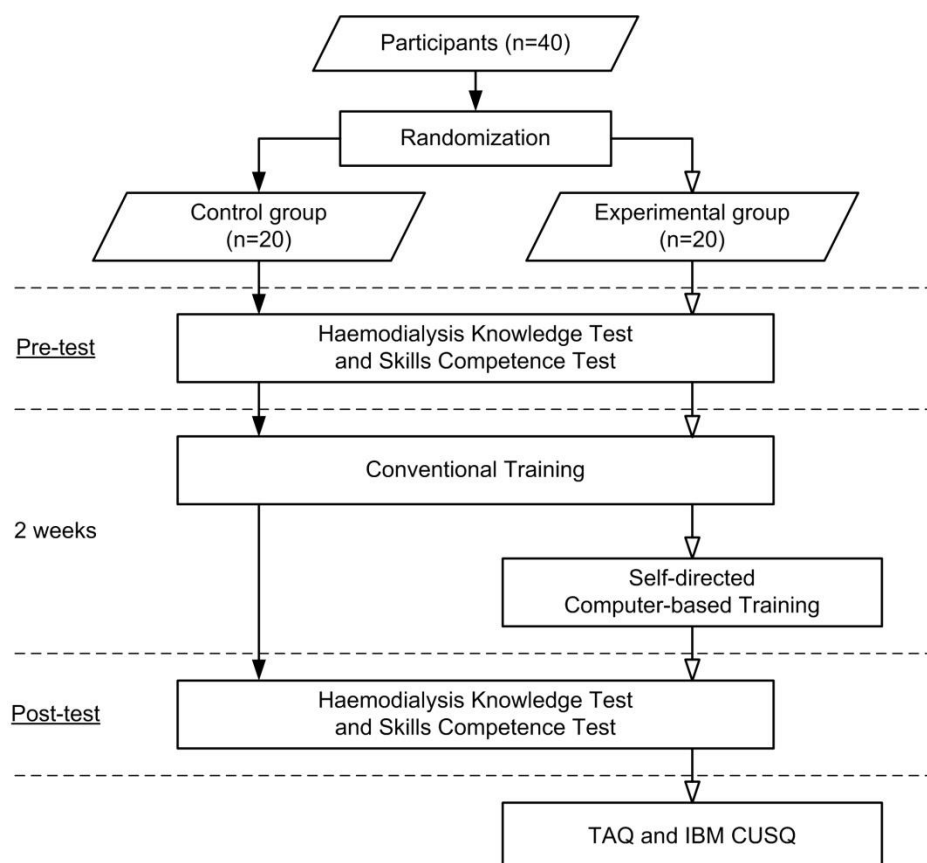 Participants (n=40)
Randomization
Control group
(n=20)
Experimental group
(n=20)
Pre-test
Haemodialysis Knowledge Test
and Skills Competence Test
Conventional Training
2 weeks
Self-directed
Computer-based Training
Post-test
Haemodialysis Knowledge Test
and Skills Competence Test
TAQ and IBM CUSQ